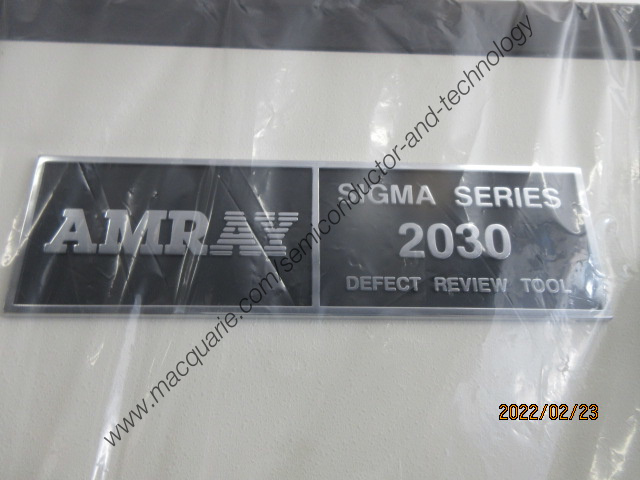 AMRAY
SIGMA SERIES
2030
DEFECT REVIEW TOOL
www.macquarie.com/semiconductor-and-technology
2022/02/23